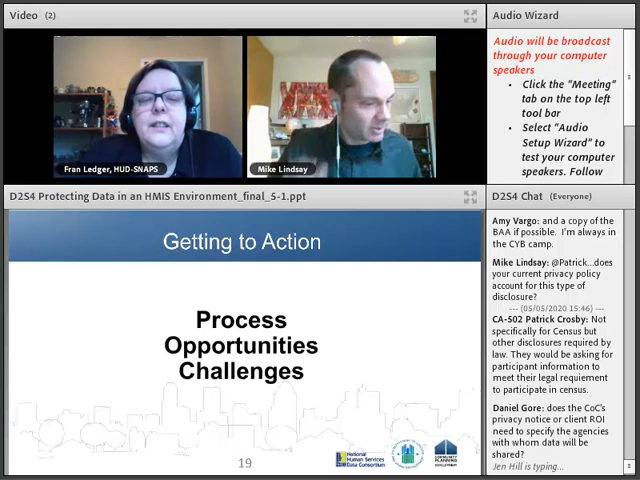 Video (2)
Fran Ledger, HUD-SNAPS
Mike Lindsay
Audio Wizard
Audio will be broadcast
through your computer
speakers
• Click the "Meeting"
tab on the top left
tool bar
• Select "Audio
Setup Wizard" to
test your computer
speakers. Follow
D2S4 Protecting Data in an HMIS Environment_final_5-1.ppt
Getting to Action
Process
Opportunities
Challenges
19
National
Human Services
Data Consortium
COMMUNITY
PLANNING
DEVELOPMENT
D2S4 Chat (Everyone)
Amy Vargo: and a copy of the
BAA if possible. I'm always in
the CYB camp.
Mike Lindsay: @Patrick...does
your current privacy policy
account for this type of
disclosure?
--- (05/05/2020 15:46) ---
CA-502 Patrick Crosby: Not
specifically for Census but
other disclosures required by
law. They would be asking for
participant information to
meet their legal requiement
to participate in census.
Daniel Gore: does the CoC's
privacy notice or client ROI
need to specify the agencies
with whom data will be
shared?
Jen Hill is typing...